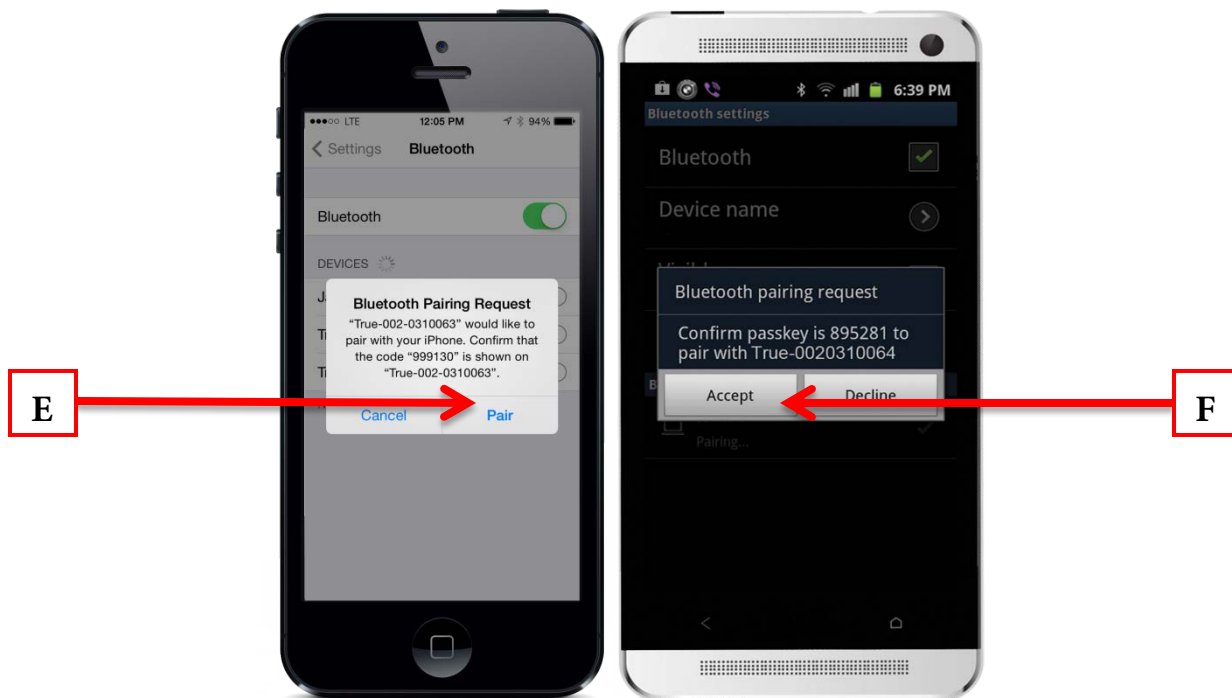 LTE 12:05 PM 94%
Settings Bluetooth
Bluetooth
DEVICES
Bluetooth Pairing Request
“True-002-0310063” would like to
pair with your iPhone. Confirm that
the code “999130” is shown on
“True-002-0310063”.
Cancel Pair
E
6:39 PM
Bluetooth settings
Bluetooth
Device name
Bluetooth pairing request
Confirm passkey is 895281 to
pair with True-0020310064
Accept Decline
Pairing...
F